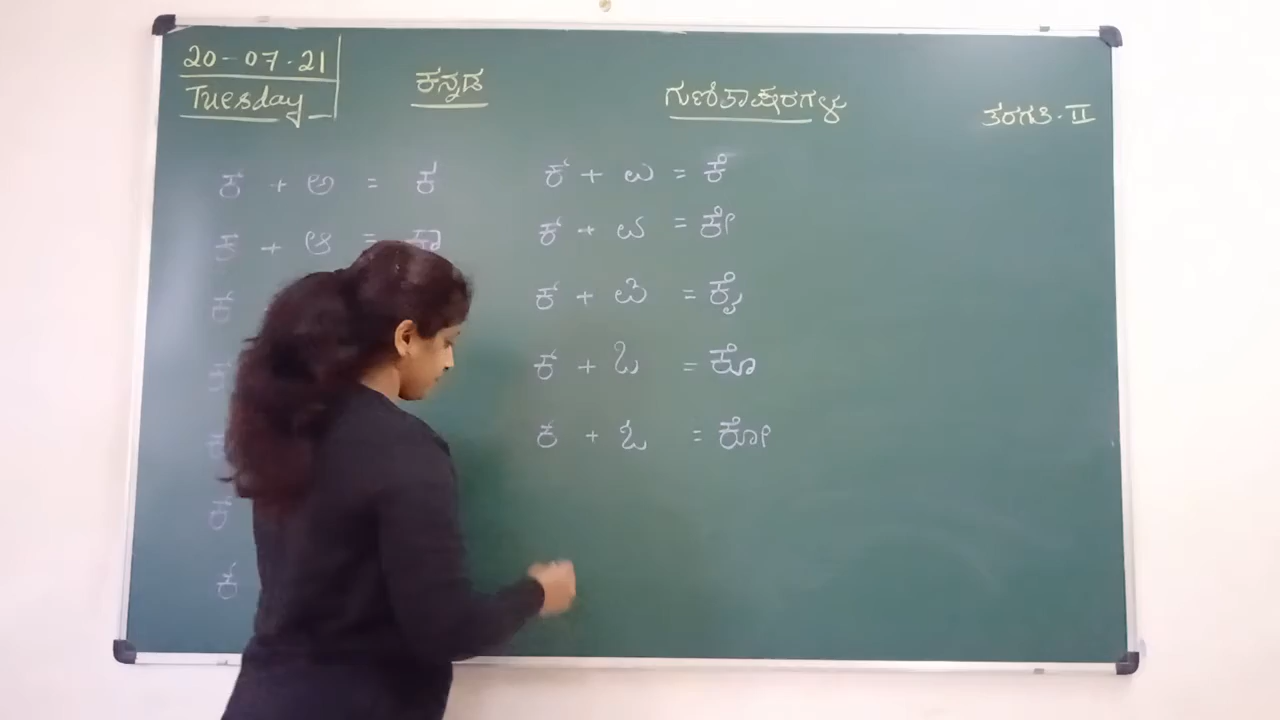 20-07-21
Tuesday
ಕನ್ನಡ
ಗುಣಿತಾಕ್ಷರಗಳು
ತರಗತಿ. II
ಕ್ + ಅ = ಕ
ಕ್ + ಆ = ಕಾ
ಕ್
ಕ್
ಕ್
ಕ್
ಕ್
ಕ್ + ಎ = ಕೆ
ಕ್ + ಏ = ಕೇ
ಕ್ + ಐ = ಕೈ
ಕ್ + ಒ = ಕೊ
ಕ್ + ಓ = ಕೋ